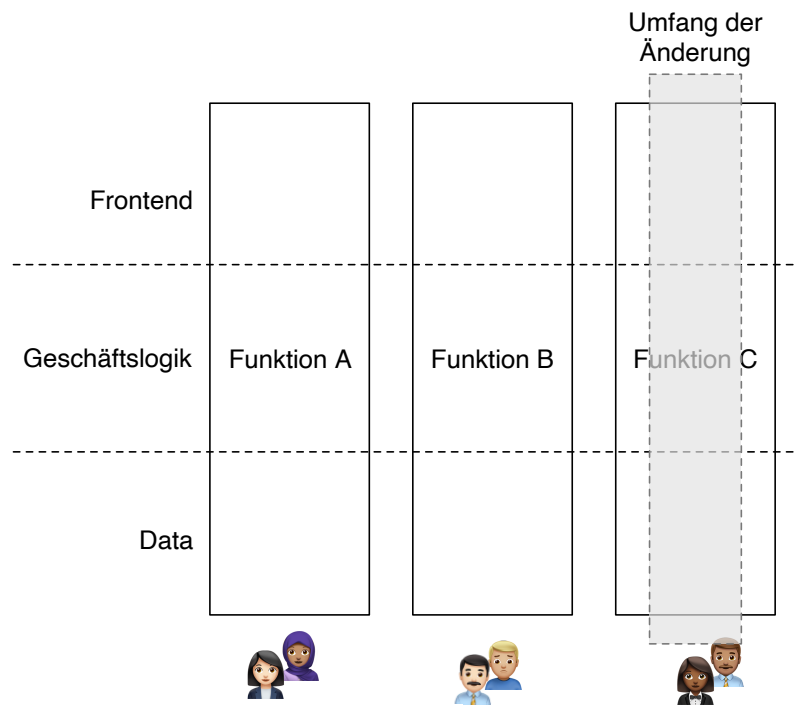 Umfang der
Änderung
Frontend
Geschäftslogik
Funktion A
Funktion B
Funktion C
Data